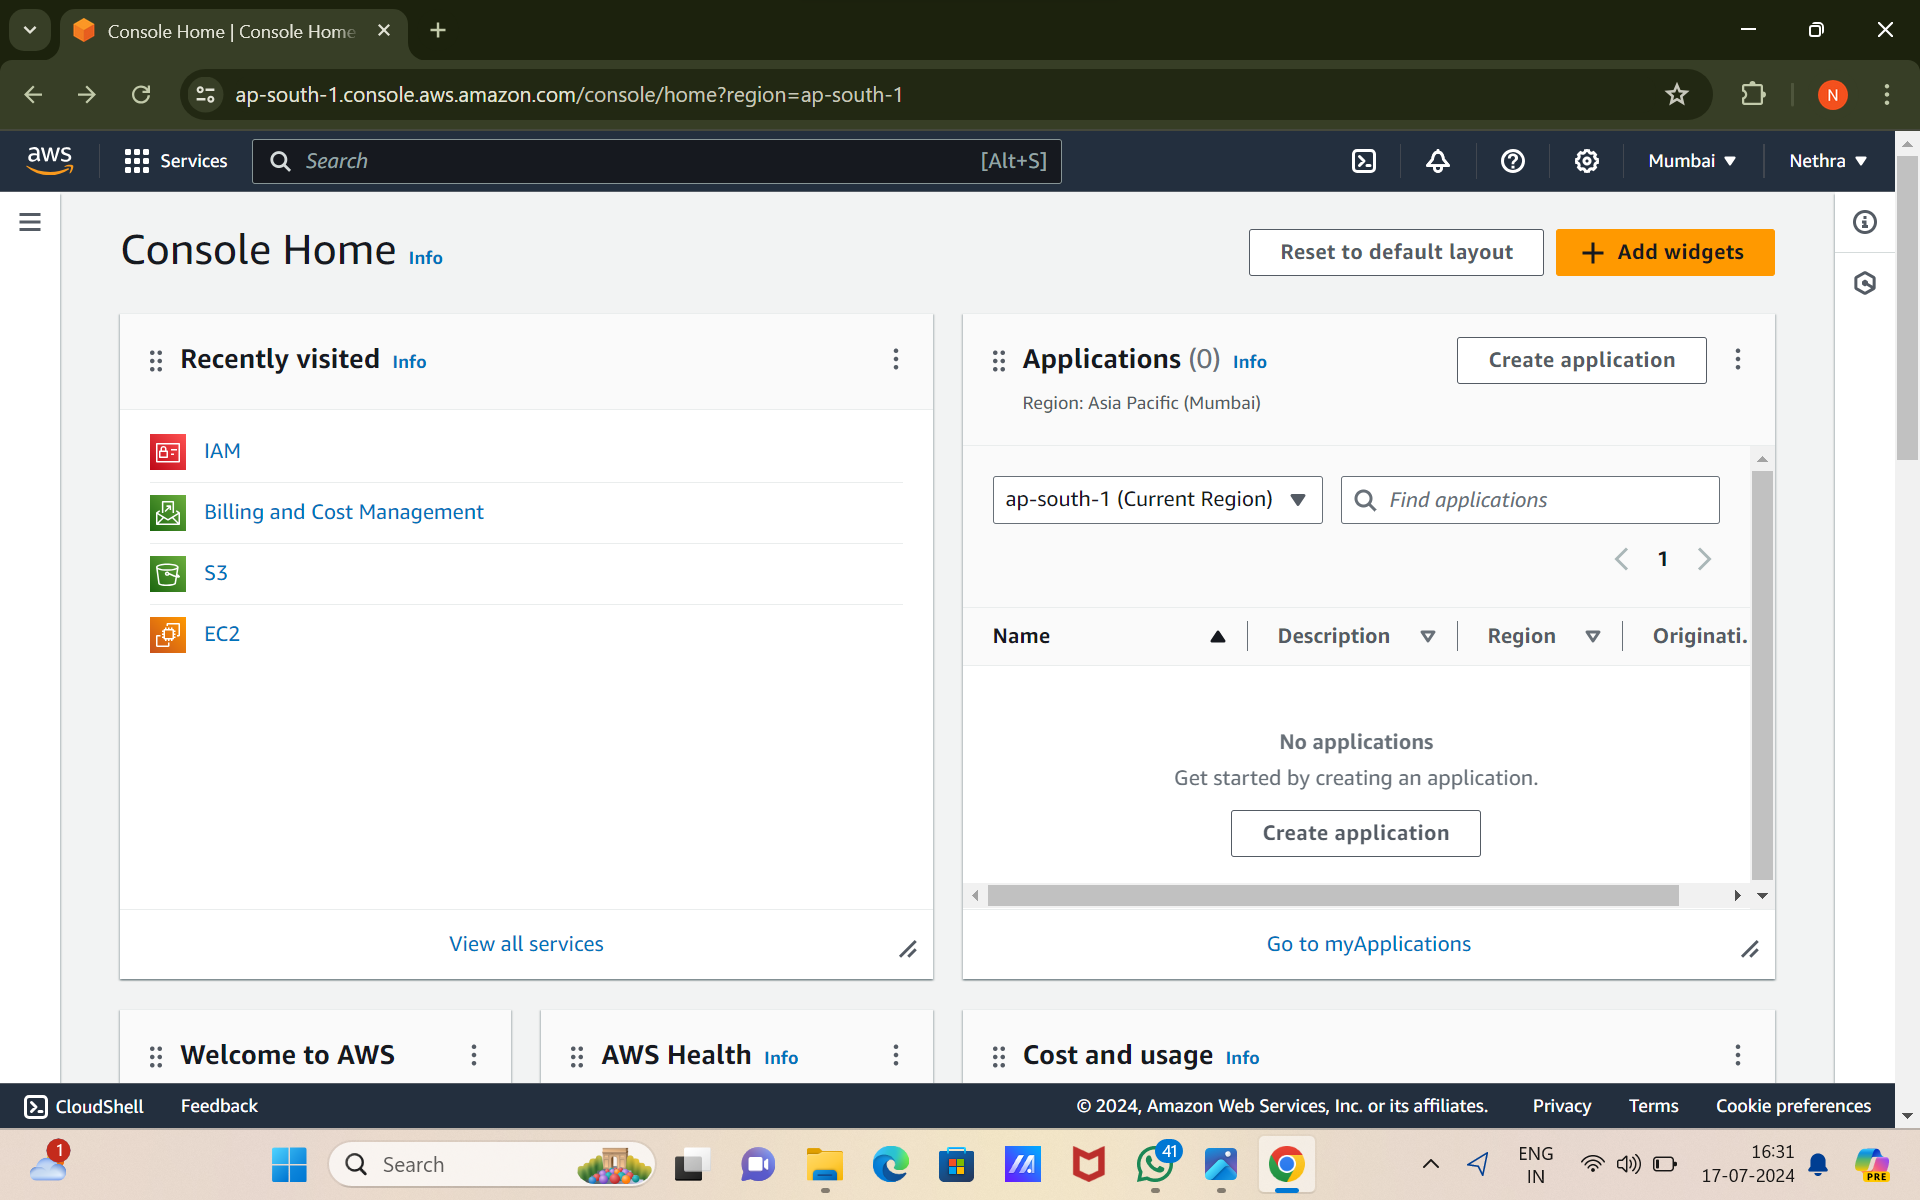 Console Home | Console Home
ap-south-1.console.aws.amazon.com/console/home?region=ap-south-1
N
aws
Services
Search
[Alt+S]
Mumbai
Nethra
Console Home Info
Reset to default layout
Add widgets
Recently visited Info
IAM
Billing and Cost Management
S3
EC2
View all services
Applications (0) Info
Region: Asia Pacific (Mumbai)
Create application
ap-south-1 (Current Region)
Find applications
1
Name Description Region Originati.
No applications
Get started by creating an application.
Create application
Go to myApplications
Welcome to AWS
AWS Health Info
Cost and usage Info
CloudShell Feedback
© 2024, Amazon Web Services, Inc. or its affiliates. Privacy Terms Cookie preferences
1
Search
41
ENG
IN
16:31
17-07-2024
PRE